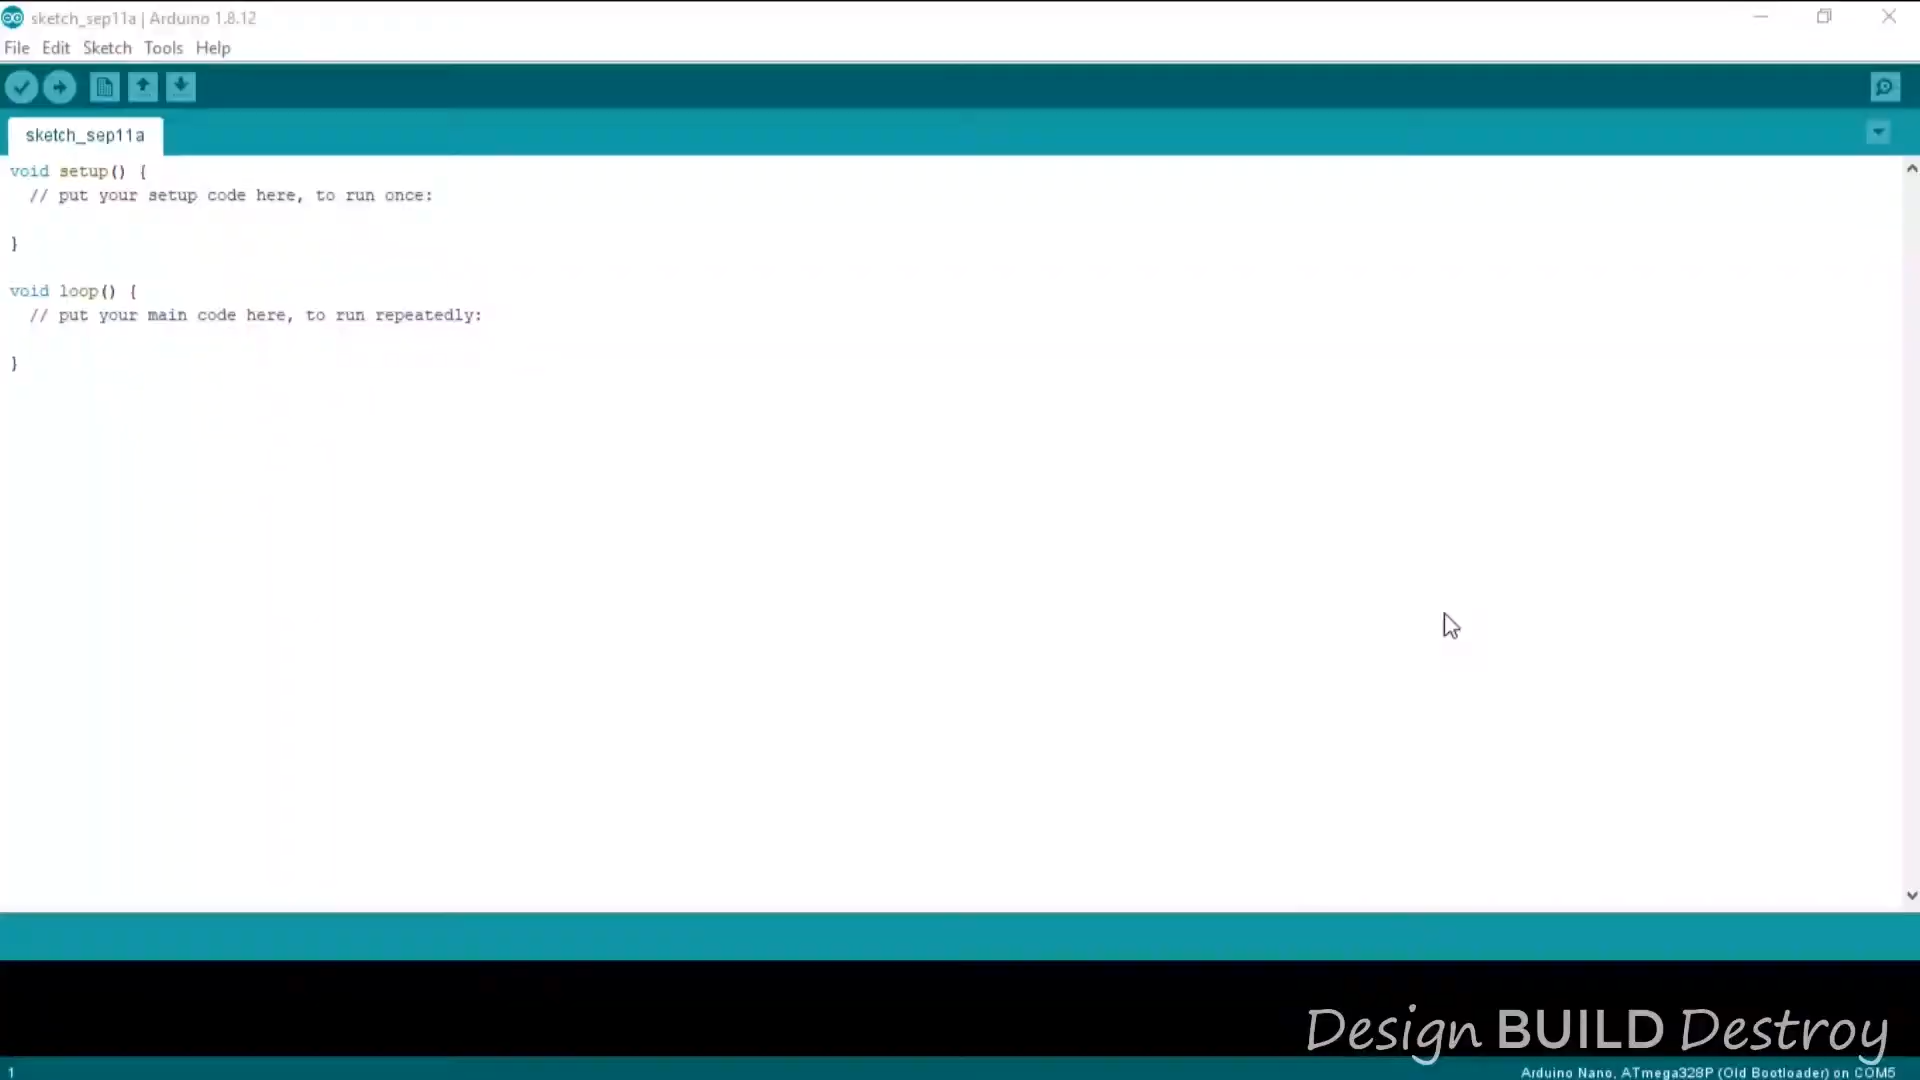 sketch_sep11a | Arduino 1.8.12
File Edit Sketch Tools Help
sketch_sep11a
void setup() {
  // put your setup code here, to run once:
}
void loop() {
  // put your main code here, to run repeatedly:
}
Design BUILD Destroy
1
Arduino Nano, ATmega328P (Old Bootloader) on COM5